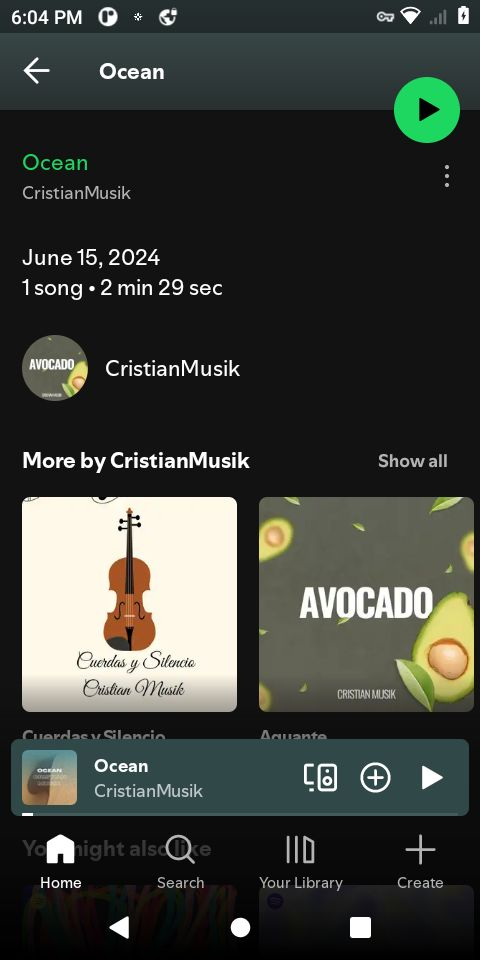 6:04 PM
Ocean
Ocean
CristianMusik
June 15, 2024
1 song • 2 min 29 sec
AVOCADO
CristianMusik
More by CristianMusik
Show all
Cuerdas y Silencio
Cristian Musik
AVOCADO
CRISTIAN MUSIK
Cuerdas y Silencio
Aguante
OCEAN
Ocean
CristianMusik
You might also like
Home
Search
Your Library
Create